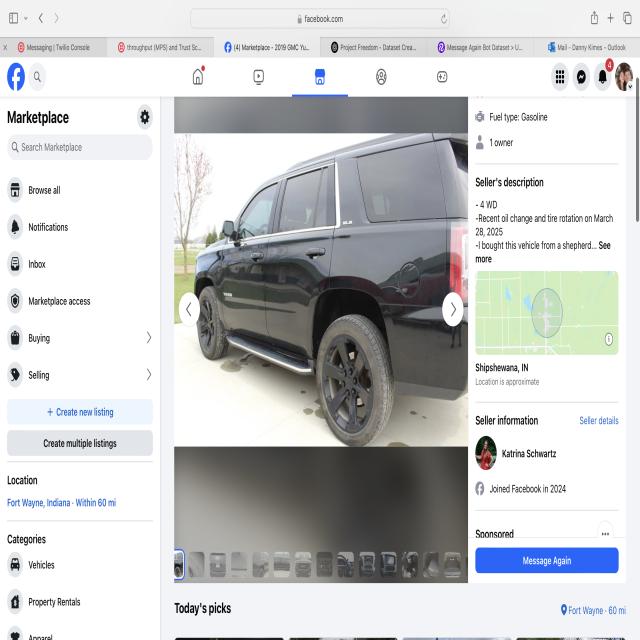 facebook.com
Messaging | Twilio Console
throughput (MPS) and Trust Sc...
(4) Marketplace - 2019 GMC Yu...
Project Freedom - Dataset Crea...
Message Again Bot Dataset > U...
Mail - Danny Kimes - Outlook
4
Marketplace
Search Marketplace
Browse all
Notifications
Inbox
Marketplace access
Buying
Selling
+ Create new listing
Create multiple listings
Location
Fort Wayne, Indiana · Within 60 mi
Categories
Vehicles
Property Rentals
Apparel
Fuel type: Gasoline
1 owner
Seller's description
- 4 WD
-Recent oil change and tire rotation on March
28, 2025
-I bought this vehicle from a shepherd... See
more
Shipshewana, IN
Location is approximate
Seller information
Seller details
Katrina Schwartz
Joined Facebook in 2024
Sponsored
Message Again
Today's picks
Fort Wayne · 60 mi